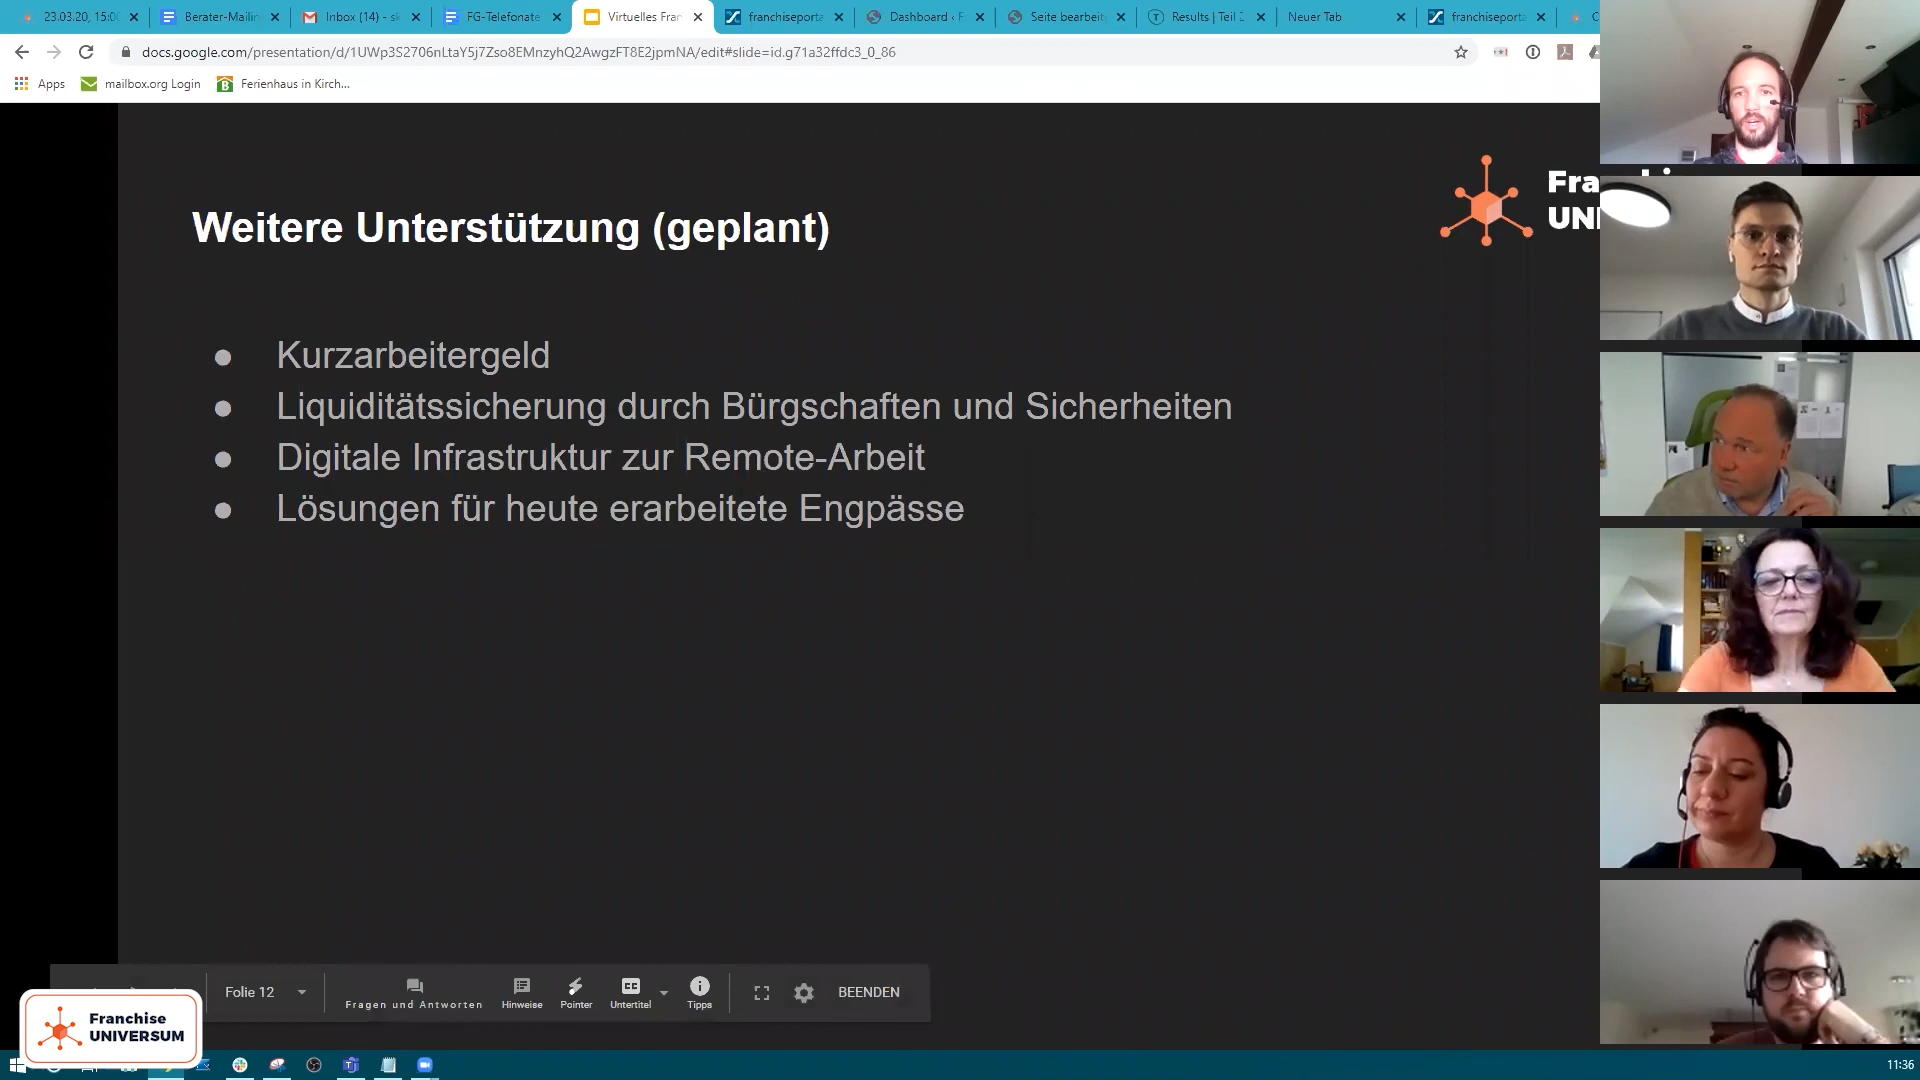 23.03.20, 15:00
Berater-Mailin
Inbox (14) - sk
FG-Telefonate
Virtuelles Fran
franchiseporta
Dashboard ‹ F
Seite bearbeit
Results | Teil 2
Neuer Tab
franchiseporta
docs.google.com/presentation/d/1UWp3S2706nLtaY5j7Zso8EMnzyhQ2AwgzFT8E2jpmNA/edit#slide=id.g71a32ffdc3_0_86
Apps
mailbox.org Login
Ferienhaus in Kirch...
Weitere Unterstützung (geplant)
● Kurzarbeitergeld
● Liquiditätssicherung durch Bürgschaften und Sicherheiten
● Digitale Infrastruktur zur Remote-Arbeit
● Lösungen für heute erarbeitete Engpässe
Folie 12
Fragen und Antworten
Hinweise
Pointer
Untertitel
Tipps
BEENDEN
Franchise
UNIVERSUM
11:36